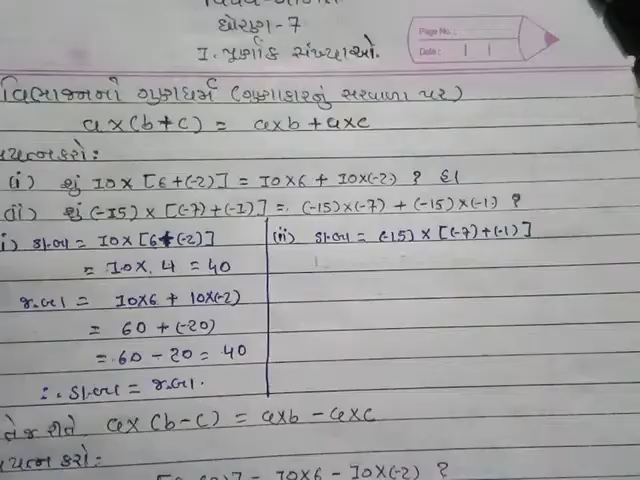 ધોરણ-7
I. પૂર્ણાંક સંખ્યાઓ.
Page No.:
Date:
વિભાજનનો ગુણધર્મ (ગુણાકારનું સરવાળા પર)
a×(b+c) = a×b + a×c
પ્રયત્ન કરો:
(i) શું 10×[6+(-2)] = 10×6 + 10×(-2) ? હા
(ii) શું (-15)×[(-7)+(-1)] = (-15)×(-7) + (-15)×(-1) ?
i) ડા.બા = 10×[6+(-2)]
= 10×4 = 40
જ.બા = 10×6 + 10×(-2)
= 60 + (-20)
= 60 - 20 = 40
∴ ડા.બા = જ.બા.
(ii) ડા.બા = (-15)×[(-7)+(-1)]
તેજ રીતે a×(b-c) = a×b - a×c
પ્રયત્ન કરો:
= 10×6 - 10×(-2) ?